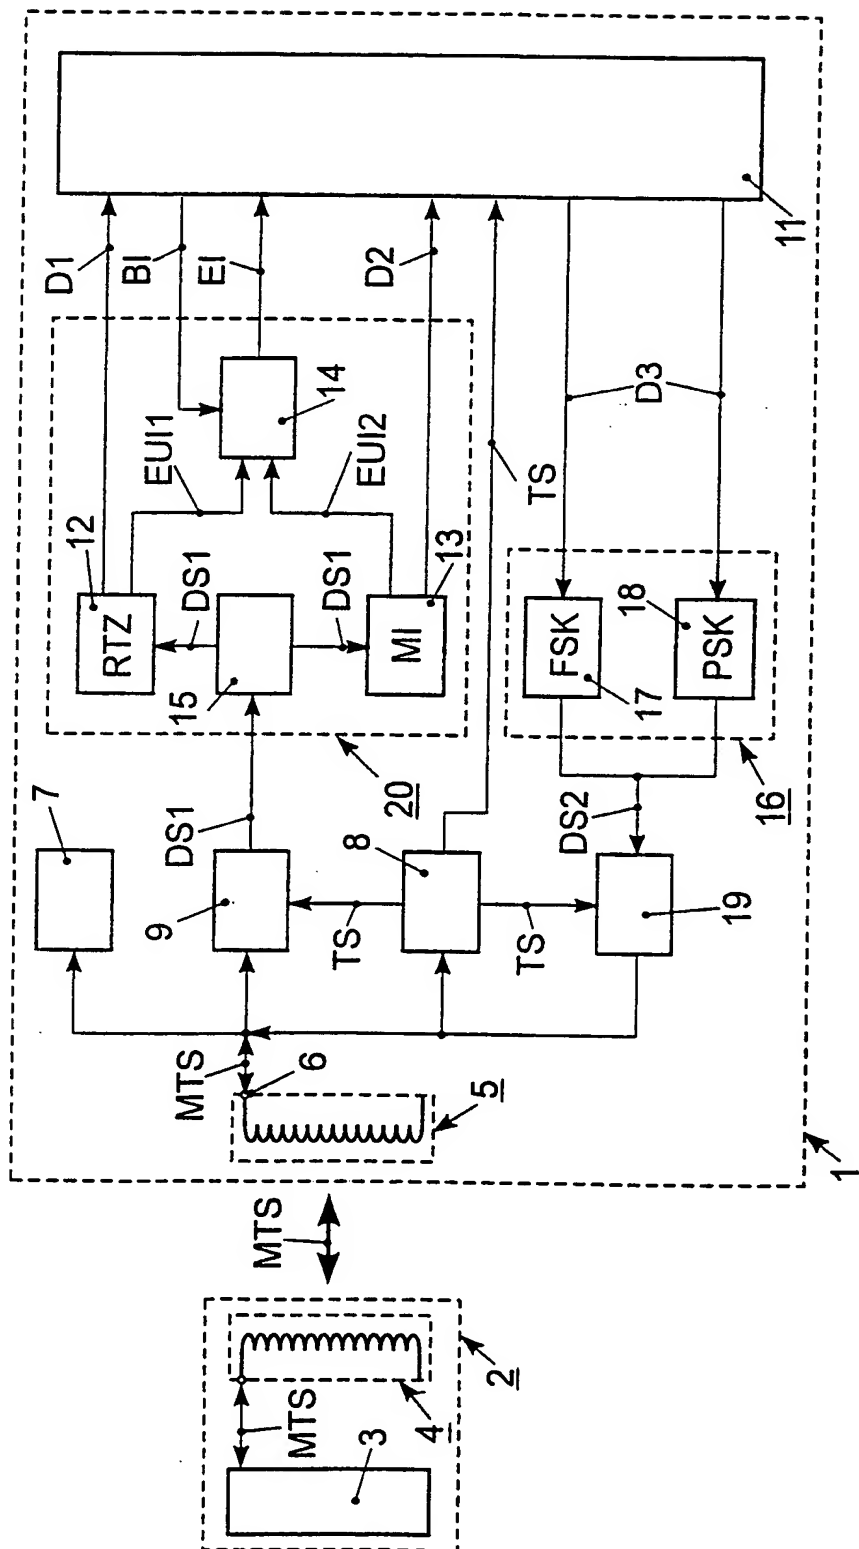 MTS
3
4
2
MTS
MTS
6
5
1
7
9
DS1
TS
8
TS
19
DS2
20
15
12
RTZ
DS1
DS1
MI
13
EUI1
EUI2
14
D1
BI
EI
D2
TS
D3
FSK
17
18
PSK
16
11